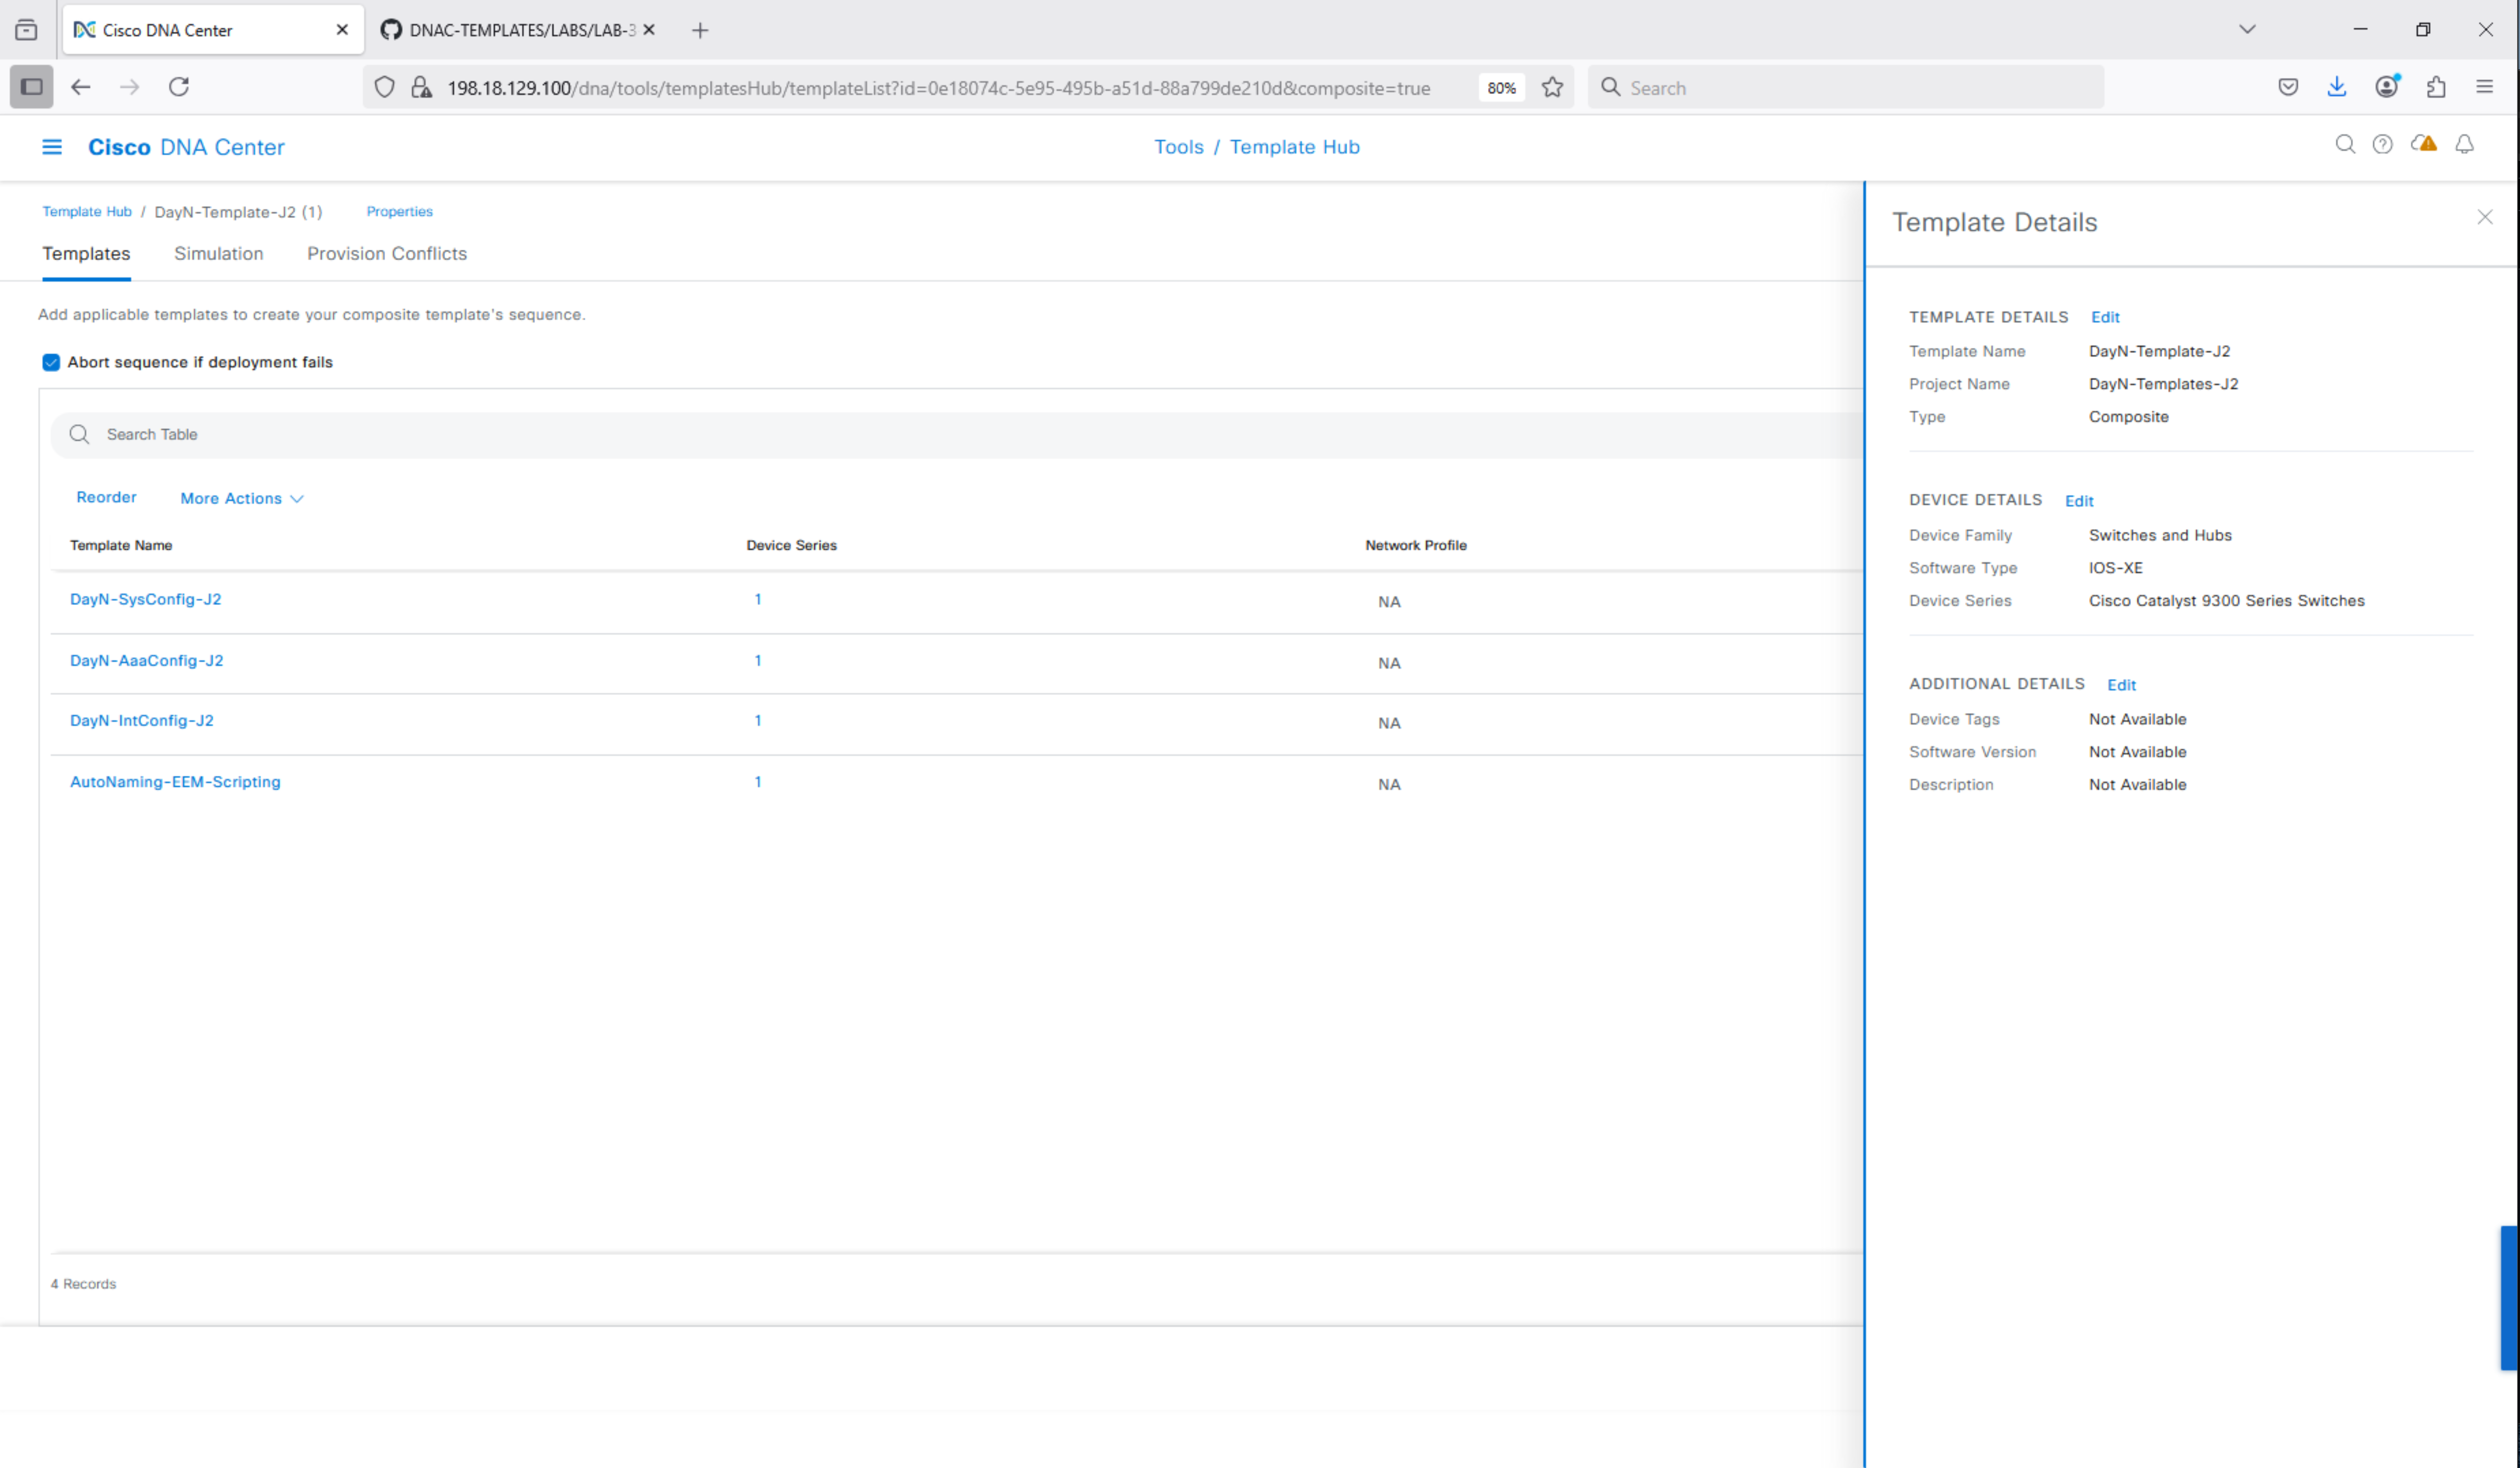 Cisco DNA Center
DNAC-TEMPLATES/LABS/LAB-3
198.18.129.100/dna/tools/templatesHub/templateList?id=0e18074c-5e95-495b-a51d-88a799de210d&composite=true
80%
Search
Cisco DNA Center
Tools / Template Hub
Template Hub / DayN-Template-J2 (1) Properties
Templates Simulation Provision Conflicts
Add applicable templates to create your composite template's sequence.
Abort sequence if deployment fails
Search Table
Reorder More Actions
Template Name Device Series Network Profile
DayN-SysConfig-J2 1 NA
DayN-AaaConfig-J2 1 NA
DayN-IntConfig-J2 1 NA
AutoNaming-EEM-Scripting 1 NA
4 Records
Template Details
TEMPLATE DETAILS Edit
Template Name DayN-Template-J2
Project Name DayN-Templates-J2
Type Composite
DEVICE DETAILS Edit
Device Family Switches and Hubs
Software Type IOS-XE
Device Series Cisco Catalyst 9300 Series Switches
ADDITIONAL DETAILS Edit
Device Tags Not Available
Software Version Not Available
Description Not Available